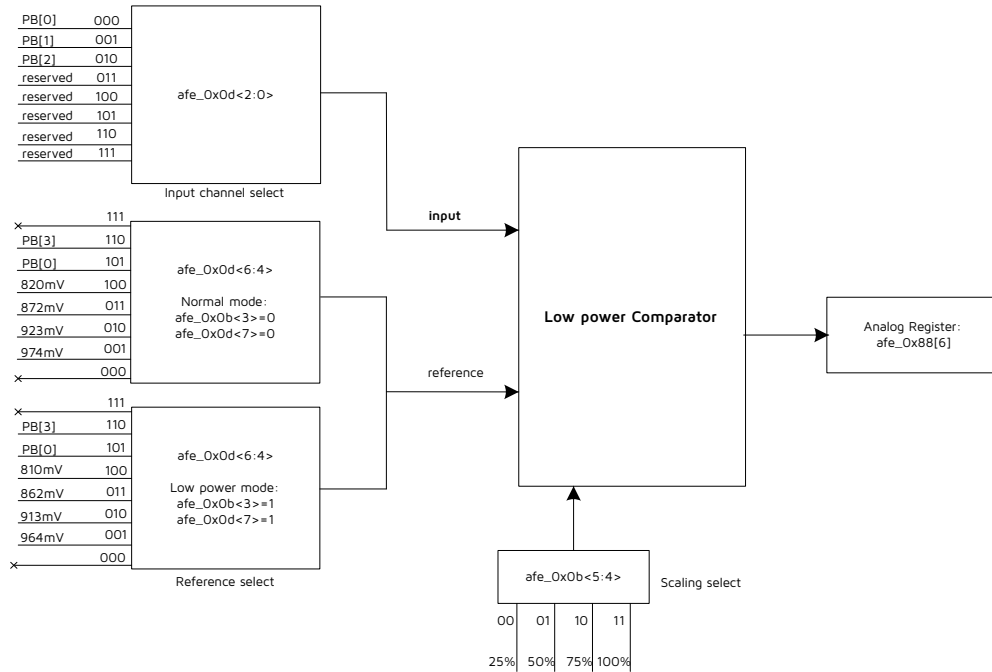 PB[0] 000
PB[1] 001
PB[2] 010
reserved 011
reserved 100
reserved 101
reserved 110
reserved 111
afe_0x0d<2:0>
Input channel select
111
PB[3] 110
PB[0] 101
820mV 100
872mV 011
923mV 010
974mV 001
000
afe_0x0d<6:4>
Normal mode:
afe_0x0b<3>=0
afe_0x0d<7>=0
111
PB[3] 110
PB[0] 101
810mV 100
862mV 011
913mV 010
964mV 001
000
afe_0x0d<6:4>
Low power mode:
afe_0x0b<3>=1
afe_0x0d<7>=1
Reference select
input
reference
Low power Comparator
Analog Register:
afe_0x88[6]
afe_0x0b<5:4>
Scaling select
00 01 10 11
25% 50% 75% 100%